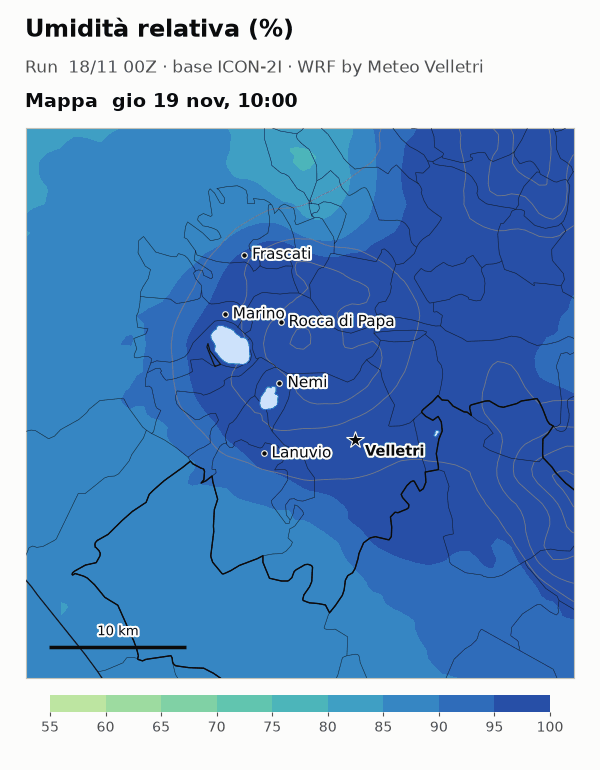 Umidità relativa (%)
Run  18/11 00Z · base ICON-2I · WRF by Meteo Velletri
Mappa  gio 19 nov, 10:00
Frascati
Marino
Rocca di Papa
Nemi
Velletri
Lanuvio
10 km
55 60 65 70 75 80 85 90 95 100